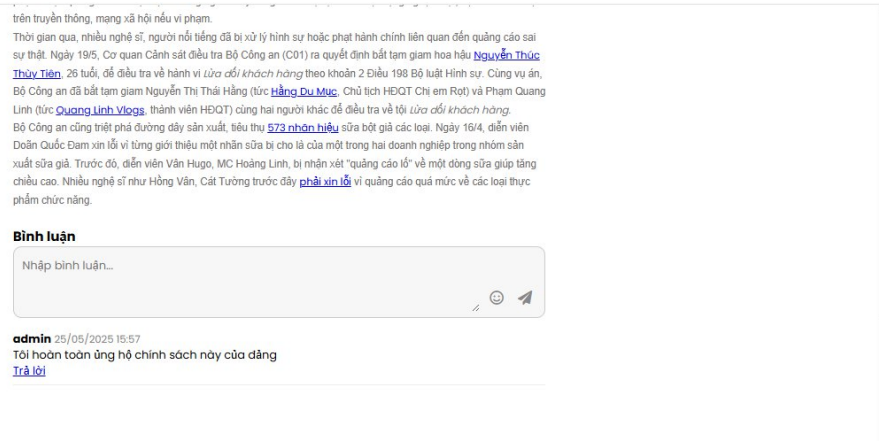 trên truyền thông, mạng xã hội nếu vi phạm.
Thời gian qua, nhiều nghệ sĩ, người nổi tiếng đã bị xử lý hình sự hoặc phạt hành chính liên quan đến quảng cáo sai
sự thật. Ngày 19/5, Cơ quan Cảnh sát điều tra Bộ Công an (C01) ra quyết định bắt tạm giam hoa hậu Nguyễn Thúc
Thùy Tiên, 26 tuổi, để điều tra về hành vi Lừa dối khách hàng theo khoản 2 Điều 198 Bộ luật Hình sự. Cùng vụ án,
Bộ Công an đã bắt tạm giam Nguyễn Thị Thái Hằng (tức Hằng Du Mục, Chủ tịch HĐQT Chị em Rọt) và Phạm Quang
Linh (tức Quang Linh Vlogs, thành viên HĐQT) cùng hai người khác để điều tra về tội Lừa dối khách hàng.
Bộ Công an cũng triệt phá đường dây sản xuất, tiêu thụ 573 nhãn hiệu sữa bột giả các loại. Ngày 16/4, diễn viên
Doãn Quốc Đam xin lỗi vì từng giới thiệu một nhãn sữa bị cho là của một trong hai doanh nghiệp trong nhóm sản
xuất sữa giả. Trước đó, diễn viên Vân Hugo, MC Hoàng Linh, bị nhận xét "quảng cáo lố" về một dòng sữa giúp tăng
chiều cao. Nhiều nghệ sĩ như Hồng Vân, Cát Tường trước đây phải xin lỗi vì quảng cáo quá mức về các loại thực
phẩm chức năng.
Bình luận
Nhập bình luận...
admin 25/05/2025 15:57
Tôi hoàn toàn ủng hộ chính sách này của đảng
Trả lời